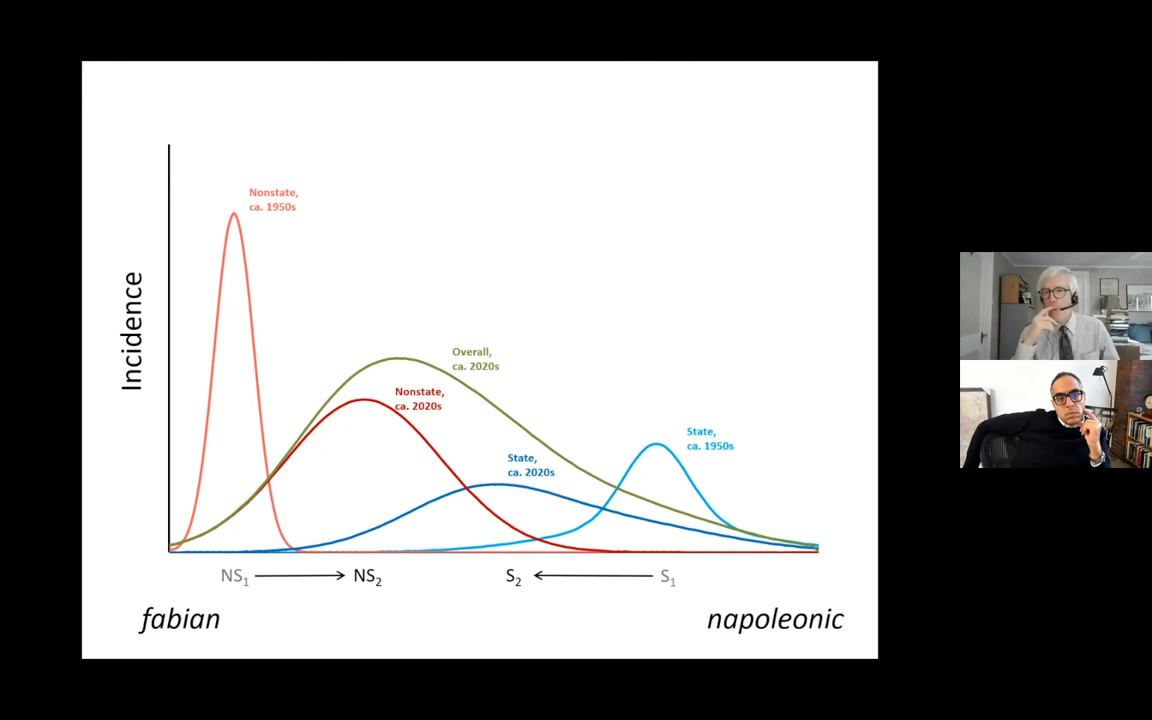 Nonstate,
ca. 1950s
Incidence
Overall,
ca. 2020s
Nonstate,
ca. 2020s
State,
ca. 1950s
State,
ca. 2020s
NS₁ → NS₂ S₂ ← S₁
fabian napoleonic